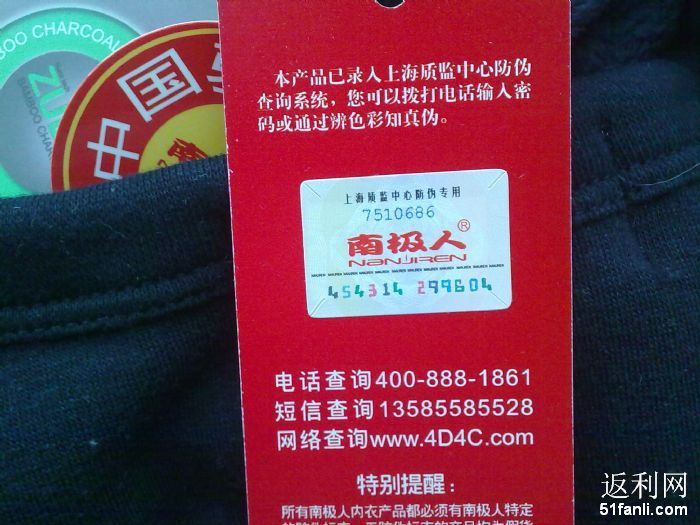 BOO CHARCOAL
ZU
BAMBOO CHARC
中国
本产品已录入上海质监中心防伪
查询系统，您可以拨打电话输入密
码或通过辨色彩知真伪。
上海质监中心防伪专用
7510686
南极人®
NANJIREN
454314 299604
电话查询400-888-1861
短信查询13585585528
网络查询www.4D4C.com
特别提醒：
所有南极人内衣产品都必须有南极人特定
返利网
51fanli.com